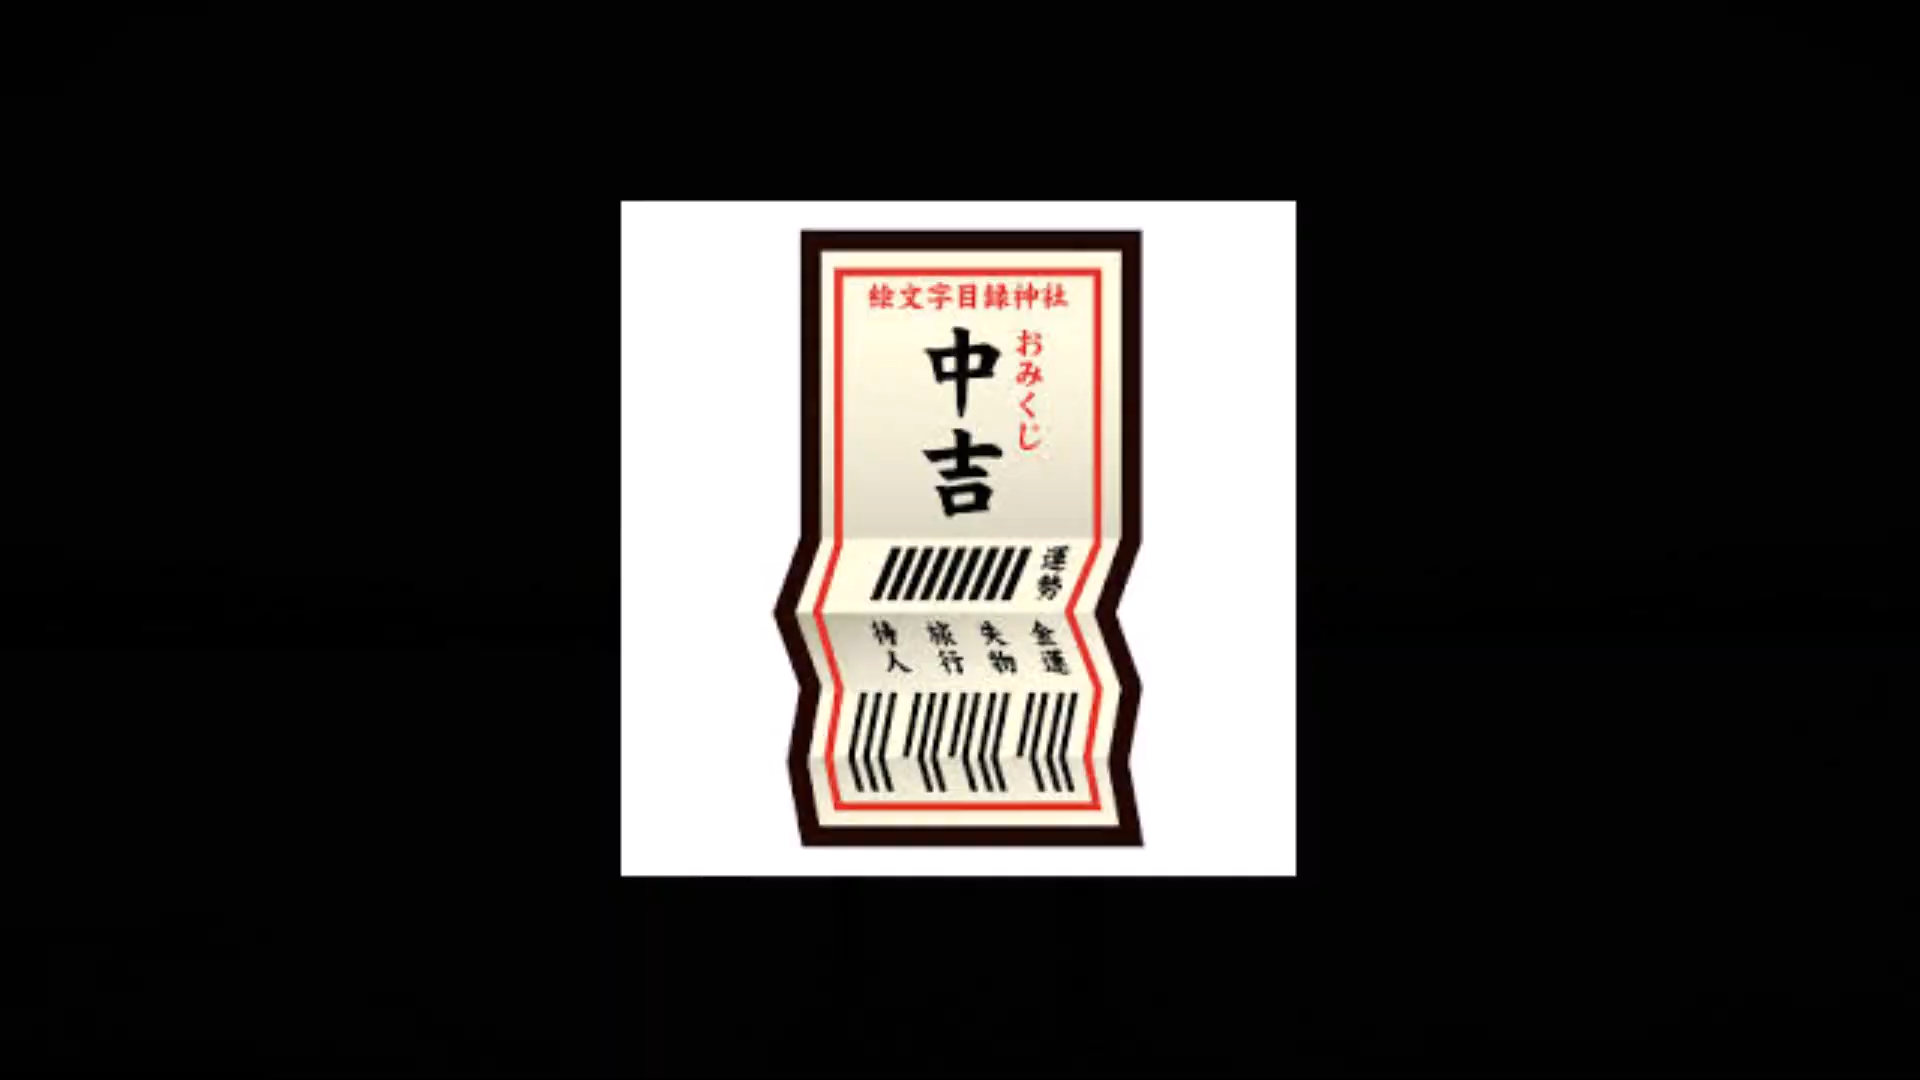 絵文字目録神社
おみくじ
中吉
運勢
金運
失物
旅行
待人